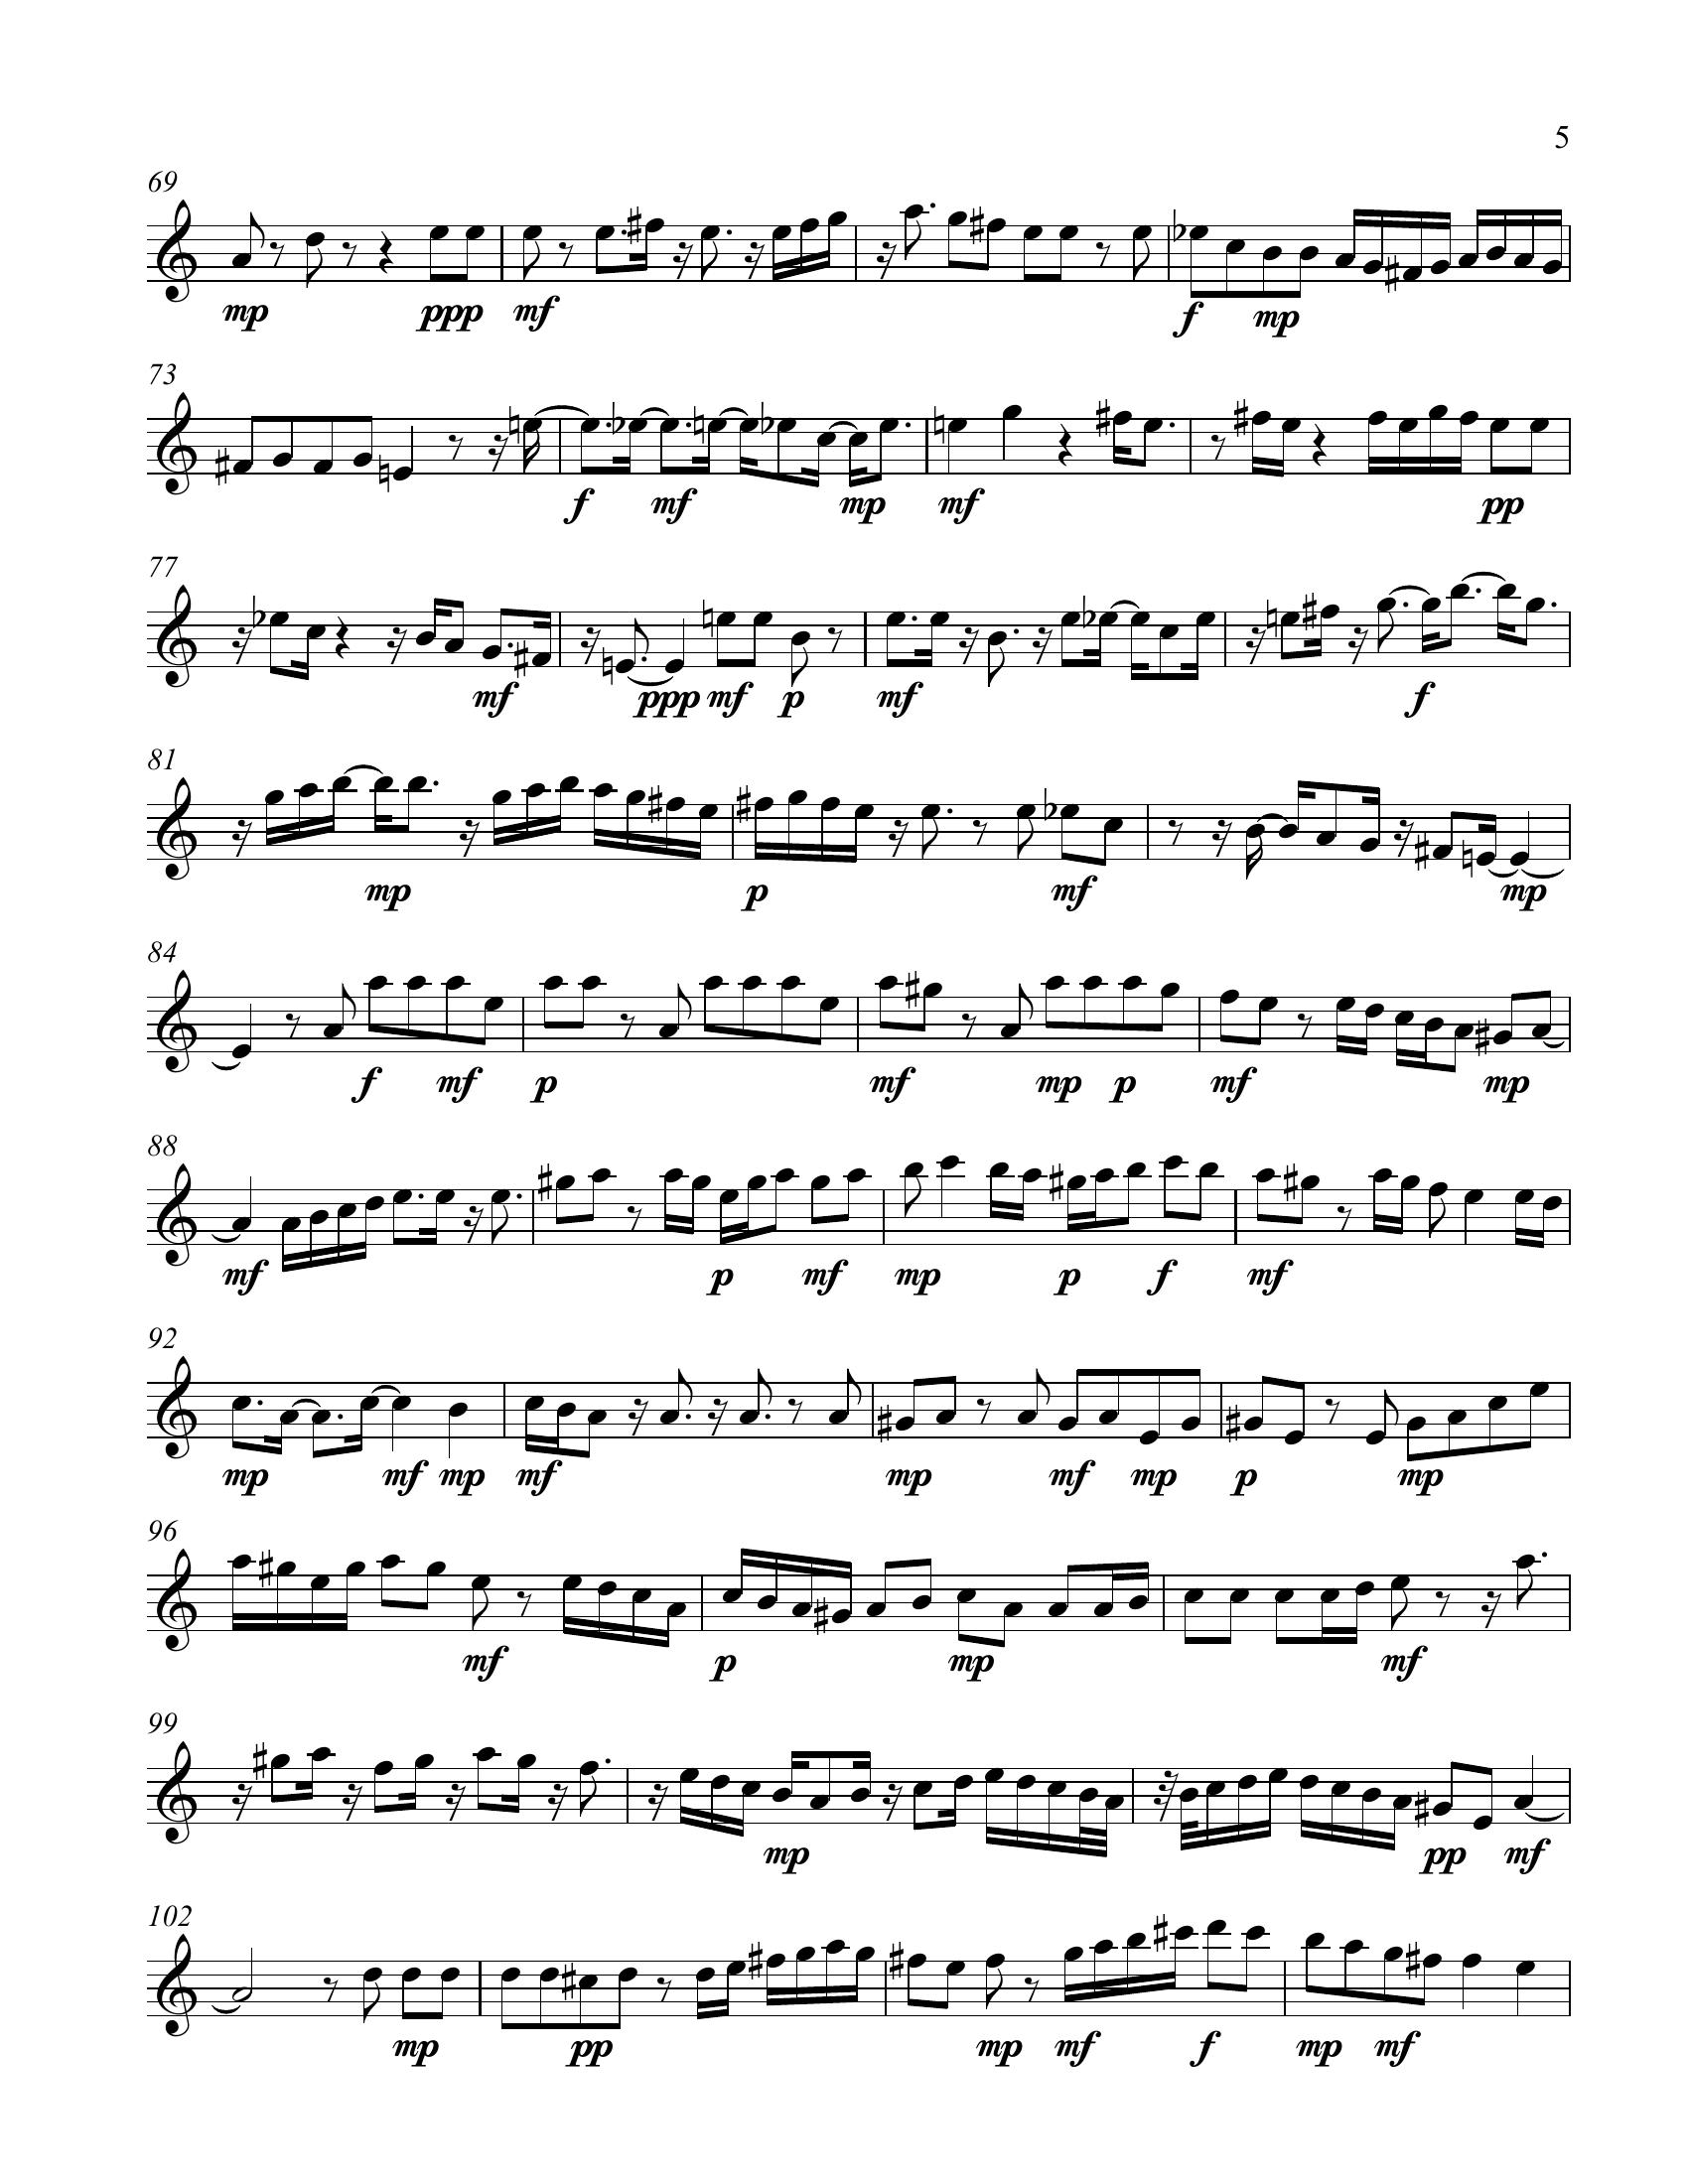 5
69
mp ppp mf f mp
73
f mf mp mf pp
77
mf ppp mf p mf f
81
mp p mf mp
84
f mf p mf mp p mf mp
88
mf p mf mp p f mf
92
mp mf mp mf mp mf mp p mp
96
mf p mp mf
99
mp pp mf
102
mp pp mp mf f mp mf